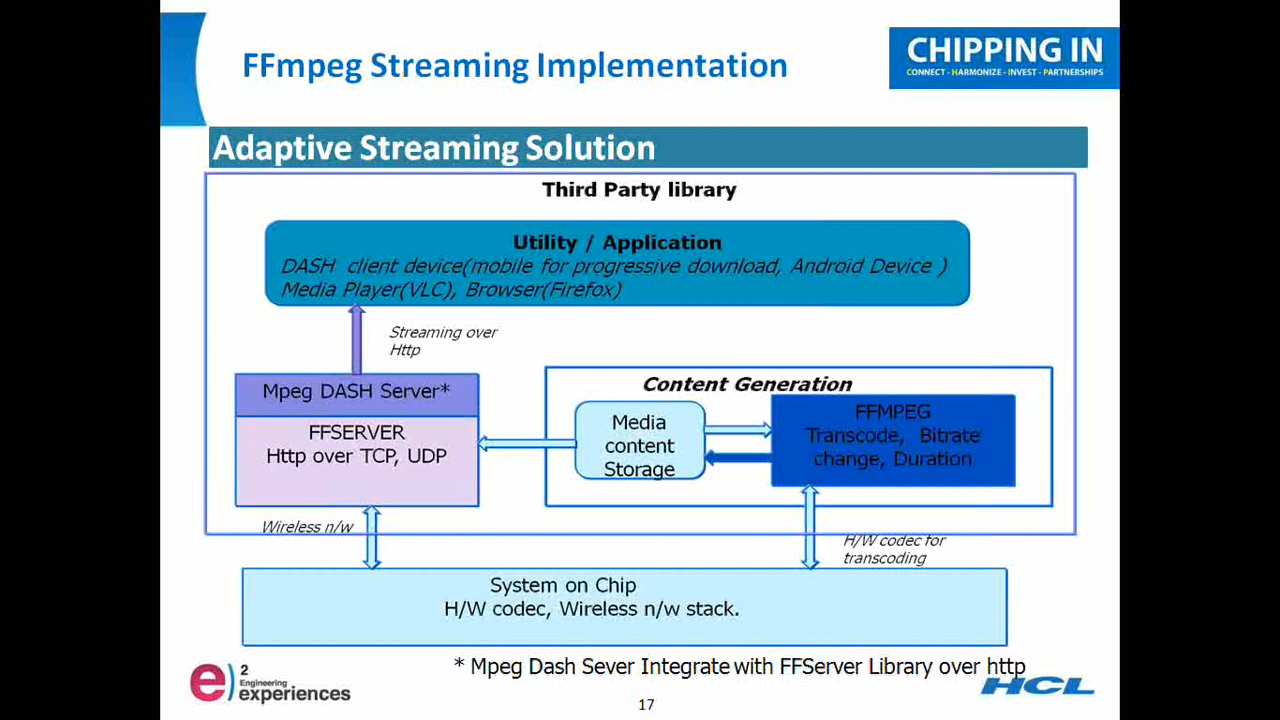 FFmpeg Streaming Implementation
CHIPPING IN
CONNECT - HARMONIZE - INVEST - PARTNERSHIPS
Adaptive Streaming Solution
Third Party library
Utility / Application
DASH client device(mobile for progressive download, Android Device )
Media Player(VLC), Browser(Firefox)
Streaming over
Http
Mpeg DASH Server*
FFSERVER
Http over TCP, UDP
Content Generation
Media
content
Storage
FFMPEG
Transcode, Bitrate
change, Duration
Wireless n/w
H/W codec for
transcoding
System on Chip
H/W codec, Wireless n/w stack.
* Mpeg Dash Sever Integrate with FFServer Library over http
e)2
Engineering
experiences
HCL
17